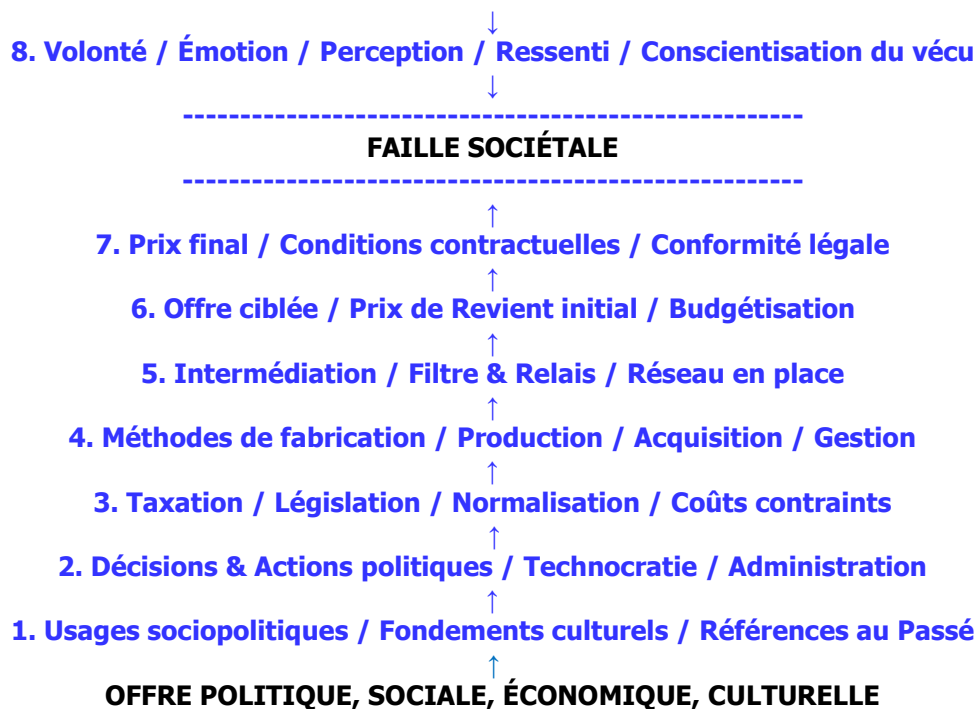 ↓
8. Volonté / Émotion / Perception / Ressenti / Conscientisation du vécu
↓
------------------------------------------------------
FAILLE SOCIÉTALE
------------------------------------------------------
↑
7. Prix final / Conditions contractuelles / Conformité légale
↑
6. Offre ciblée / Prix de Revient initial / Budgétisation
↑
5. Intermédiation / Filtre & Relais / Réseau en place
↑
4. Méthodes de fabrication / Production / Acquisition / Gestion
↑
3. Taxation / Législation / Normalisation / Coûts contraints
↑
2. Décisions & Actions politiques / Technocratie / Administration
↑
1. Usages sociopolitiques / Fondements culturels / Références au Passé
↑
OFFRE POLITIQUE, SOCIALE, ÉCONOMIQUE, CULTURELLE